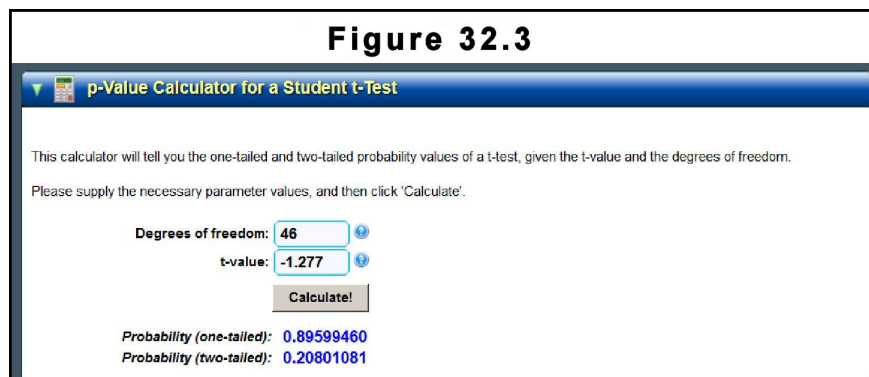 Figure 32.3
p-Value Calculator for a Student t-Test
This calculator will tell you the one-tailed and two-tailed probability values of a t-test, given the t-value and the degrees of freedom.
Please supply the necessary parameter values, and then click 'Calculate'.
Degrees of freedom: 46
t-value: -1.277
Calculate!
Probability (one-tailed): 0.89599460
Probability (two-tailed): 0.20801081